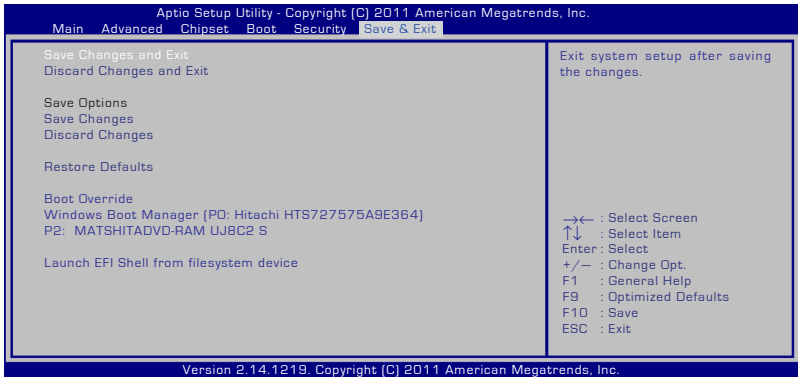 Aptio Setup Utility - Copyright (C) 2011 American Megatrends, Inc.
Main Advanced Chipset Boot Security Save & Exit
Save Changes and Exit
Discard Changes and Exit
Save Options
Save Changes
Discard Changes
Restore Defaults
Boot Override
Windows Boot Manager (P0: Hitachi HTS727575A9E364)
P2: MATSHITADVD-RAM UJ8C2 S
Launch EFI Shell from filesystem device
Exit system setup after saving
the changes.
→← : Select Screen
↑↓ : Select Item
Enter : Select
+/− : Change Opt.
F1 : General Help
F9 : Optimized Defaults
F10 : Save
ESC : Exit
Version 2.14.1219. Copyright (C) 2011 American Megatrends, Inc.